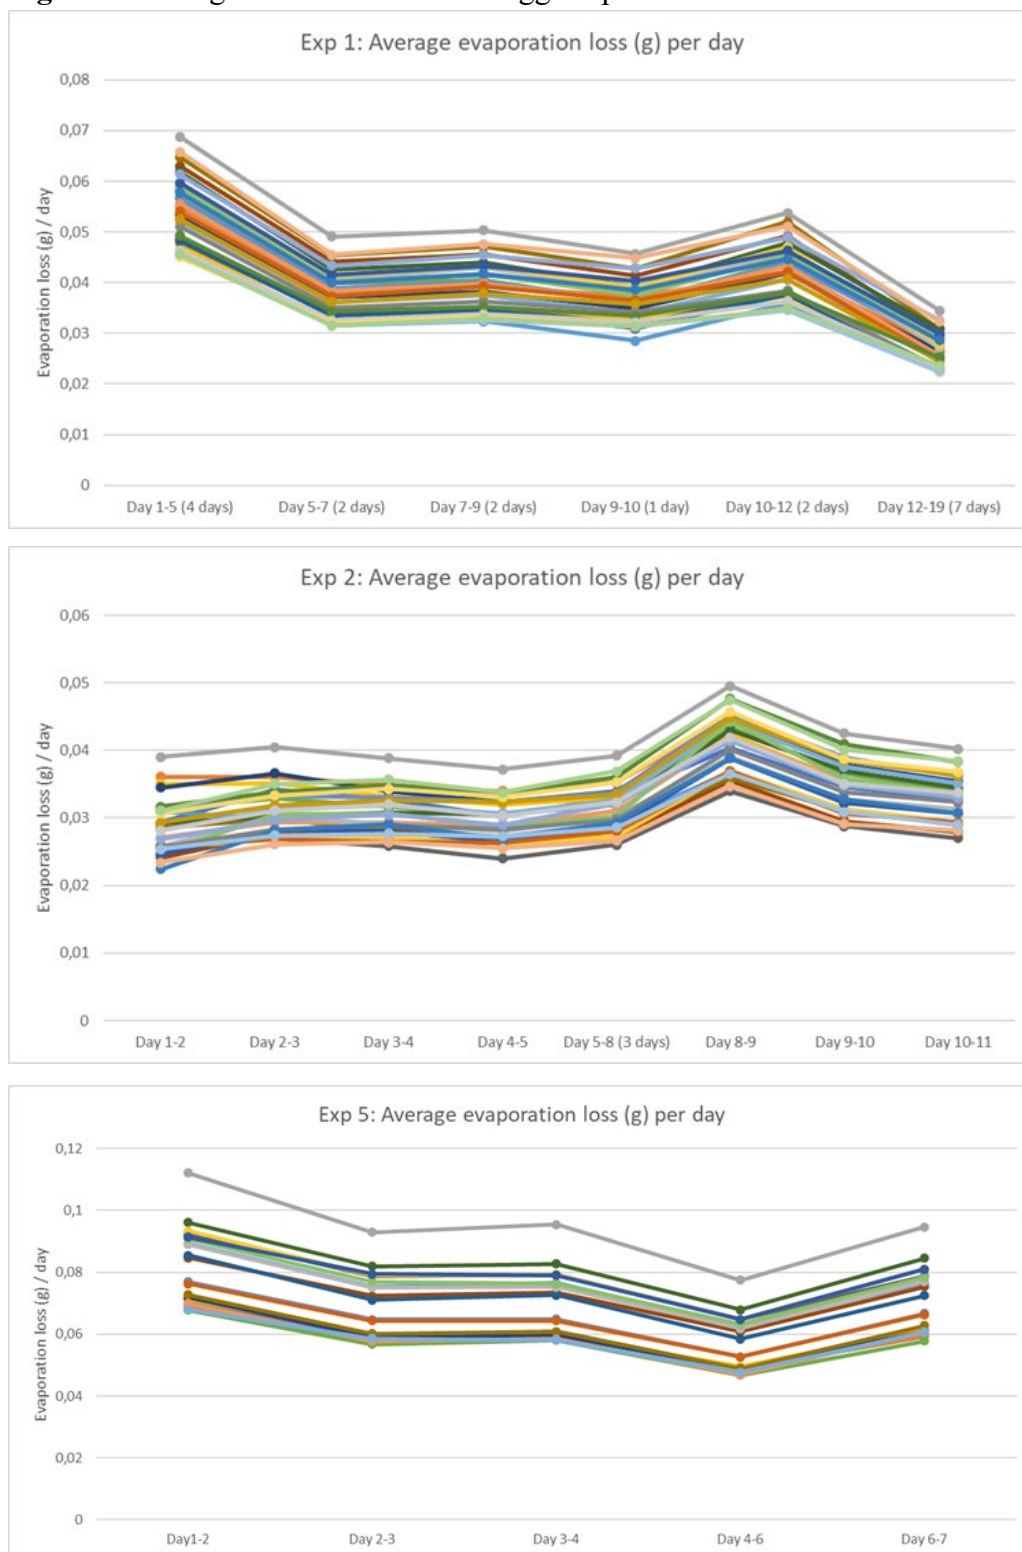 Exp 1: Average evaporation loss (g) per day
0,08
0,07
0,06
0,05
0,04
0,03
0,02
0,01
0
Evaporation loss (g) / day
Day 1-5 (4 days) Day 5-7 (2 days) Day 7-9 (2 days) Day 9-10 (1 day) Day 10-12 (2 days) Day 12-19 (7 days)
Exp 2: Average evaporation loss (g) per day
0,06
0,05
0,04
0,03
0,02
0,01
0
Evaporation loss (g) / day
Day 1-2 Day 2-3 Day 3-4 Day 4-5 Day 5-8 (3 days) Day 8-9 Day 9-10 Day 10-11
Exp 5: Average evaporation loss (g) per day
0,12
0,1
0,08
0,06
0,04
0,02
0
Evaporation loss (g) / day
Day1-2 Day 2-3 Day 3-4 Day 4-6 Day 6-7